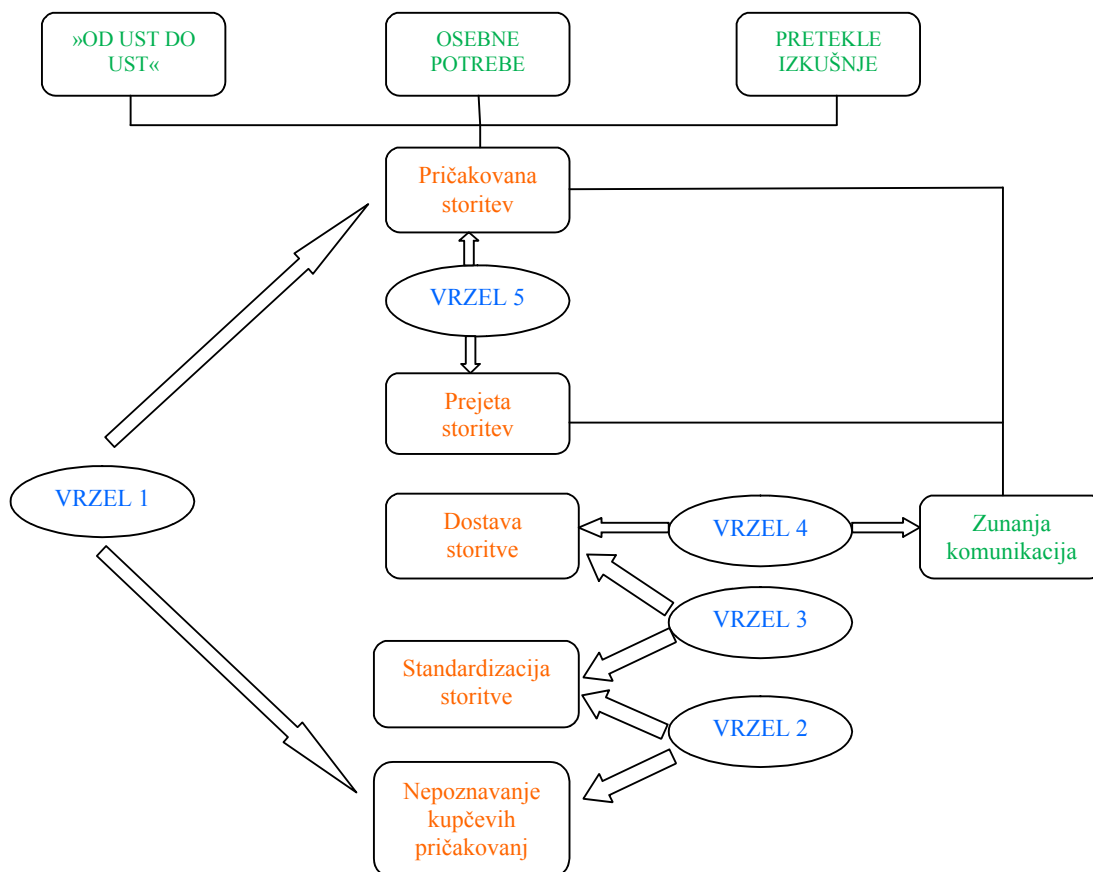 »OD UST DO
UST«
OSEBNE
POTREBE
PRETEKLE
IZKUŠNJE
Pričakovana
storitev
VRZEL 5
Prejeta
storitev
VRZEL 1
Dostava
storitve
VRZEL 4
Zunanja
komunikacija
VRZEL 3
Standardizacija
storitve
VRZEL 2
Nepoznavanje
kupčevih
pričakovanj